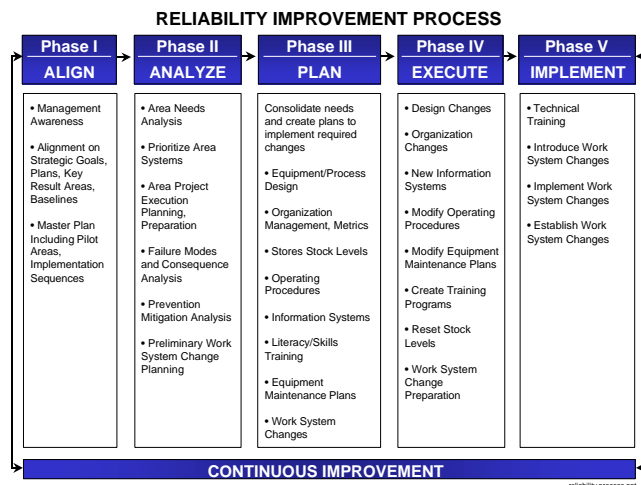 RELIABILITY IMPROVEMENT PROCESS
Phase I
ALIGN
• Management
Awareness
• Alignment on
Strategic Goals,
Plans, Key
Result Areas,
Baselines
• Master Plan
Including Pilot
Areas,
Implementation
Sequences
Phase II
ANALYZE
• Area Needs
Analysis
• Prioritize Area
Systems
• Area Project
Execution
Planning,
Preparation
• Failure Modes
and Consequence
Analysis
• Prevention
Mitigation Analysis
• Preliminary Work
System Change
Planning
Phase III
PLAN
Consolidate needs
and create plans to
implement required
changes
• Equipment/Process
Design
• Organization
Management, Metrics
• Stores Stock Levels
• Operating
Procedures
• Information Systems
• Literacy/Skills
Training
• Equipment
Maintenance Plans
• Work System
Changes
Phase IV
EXECUTE
• Design Changes
• Organization
Changes
• New Information
Systems
• Modify Operating
Procedures
• Modify Equipment
Maintenance Plans
• Create Training
Programs
• Reset Stock
Levels
• Work System
Change
Preparation
Phase V
IMPLEMENT
• Technical
Training
• Introduce Work
System Changes
• Implement Work
System Changes
• Establish Work
System Changes
CONTINUOUS IMPROVEMENT